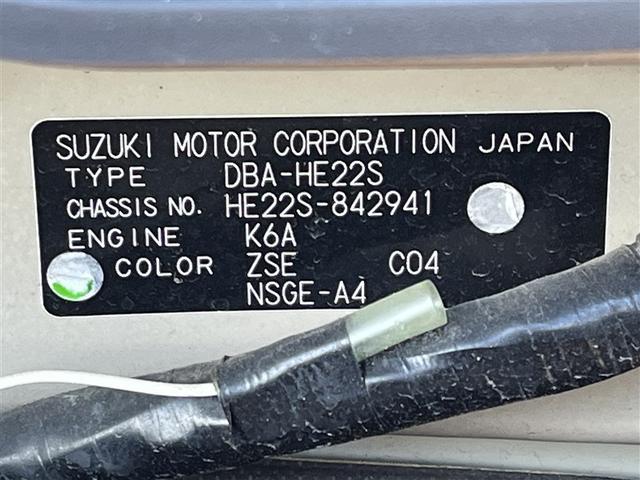 SUZUKI MOTOR CORPORATION JAPAN
TYPE DBA-HE22S
CHASSIS NO. HE22S-842941
ENGINE K6A
COLOR ZSE C04
NSGE-A4